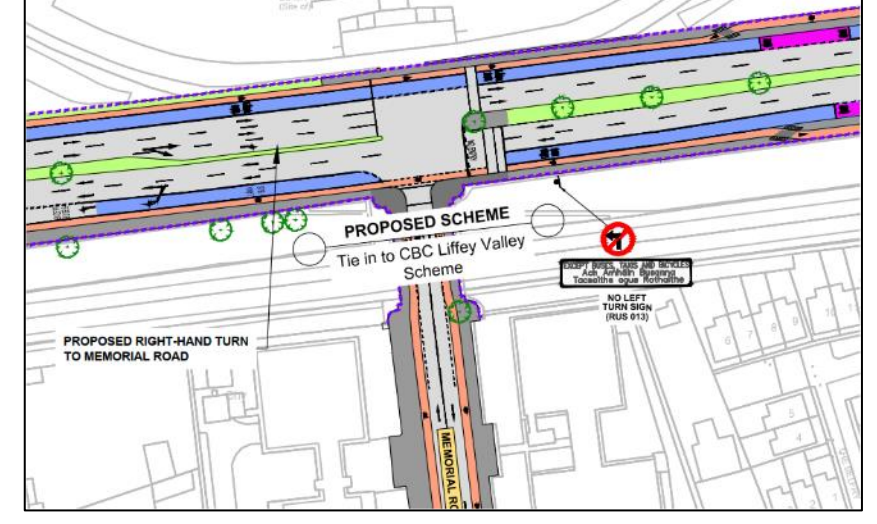 PROPOSED SCHEME
Tie in to CBC Liffey Valley
Scheme
EXCEPT BUSES, TAXIS AND BICYCLES
Ach Amháin Busanna
Tacsaithe agus Rothaithe
NO LEFT
TURN SIGN
(RUS 013)
PROPOSED RIGHT-HAND TURN
TO MEMORIAL ROAD
MEMORIAL RO